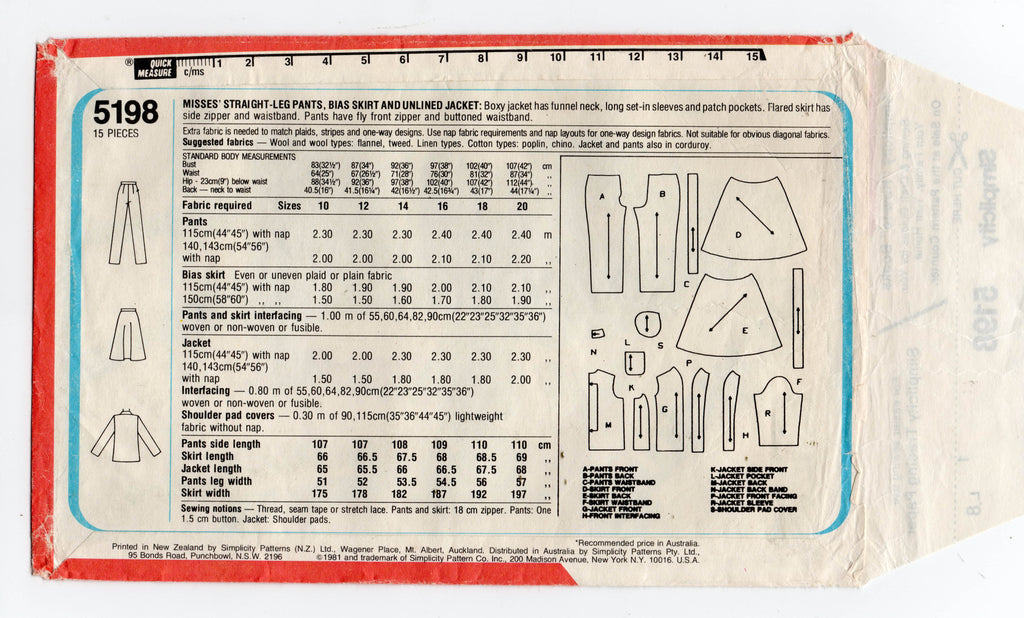 ® QUICK MEASURE c/ms 1 2 3 4 5 6 7 8 9 10 11 12 13 14 15
5198
15 PIECES
MISSES' STRAIGHT-LEG PANTS, BIAS SKIRT AND UNLINED JACKET: Boxy jacket has funnel neck, long set-in sleeves and patch pockets. Flared skirt has
side zipper and waistband. Pants have fly front zipper and buttoned waistband.
Extra fabric is needed to match plaids, stripes and one-way designs. Use nap fabric requirements and nap layouts for one-way design fabrics. Not suitable for obvious diagonal fabrics.
Suggested fabrics — Wool and wool types: flannel, tweed. Linen types. Cotton types: poplin, chino. Jacket and pants also in corduroy.
STANDARD BODY MEASUREMENTS
Bust 83(32½") 87(34") 92(36") 97(38") 102(40") 107(42") cm
Waist 64(25") 67(26½") 71(28") 76(30") 81(32") 87(34") ,,
Hip - 23cm(9") below waist 88(34½") 92(36") 97(38") 102(40") 107(42") 112(44") ,,
Back — neck to waist 40.5(16") 41.5(16¼") 42(16½") 42.5(16¾") 43(17") 44(17¼") ,,
Fabric required Sizes 10 12 14 16 18 20
Pants
115cm(44"45") with nap 2.30 2.30 2.30 2.40 2.40 2.40 m
140,143cm(54"56")
with nap 2.00 2.00 2.00 2.10 2.10 2.20 ,,
Bias skirt Even or uneven plaid or plain fabric
115cm(44"45") with nap 1.80 1.90 1.90 2.00 2.10 2.10 ,,
150cm(58"60") ,, ,, 1.50 1.50 1.60 1.70 1.80 1.90 ,,
Pants and skirt interfacing — 1.00 m of 55,60,64,82,90cm(22"23"25"32"35"36")
woven or non-woven or fusible.
Jacket
115cm(44"45") with nap 2.00 2.00 2.30 2.30 2.30 2.30 ,,
140,143cm(54"56")
with nap 1.50 1.50 1.80 1.80 1.80 2.00 ,,
Interfacing — 0.80 m of 55,60,64,82,90cm(22"23"25"32"35"36")
woven or non-woven or fusible.
Shoulder pad covers — 0.30 m of 90,115cm(35"36"44"45") lightweight
fabric without nap.
Pants side length 107 107 108 109 110 110 cm
Skirt length 66 66.5 67.5 68 68.5 69 ,,
Jacket length 65 65.5 66 66.5 67.5 68 ,,
Pants leg width 51 52 53.5 54.5 56 57 ,,
Skirt width 175 178 182 187 192 197 ,,
Sewing notions — Thread, seam tape or stretch lace. Pants and skirt: 18 cm zipper. Pants: One
1.5 cm button. Jacket: Shoulder pads.
A B
D
C
E
N L S P
K F
M G H R
A-PANTS FRONT
B-PANTS BACK
C-PANTS WAISTBAND
D-SKIRT FRONT
E-SKIRT BACK
F-SKIRT WAISTBAND
G-JACKET FRONT
H-FRONT INTERFACING
K-JACKET SIDE FRONT
L-JACKET POCKET
M-JACKET BACK
N-JACKET BACK BAND
P-JACKET FRONT FACING
R-JACKET SLEEVE
S-SHOULDER PAD COVER
*Recommended price in Australia.
Printed in New Zealand by Simplicity Patterns (N.Z.) Ltd., Wagener Place, Mt. Albert, Auckland. Distributed in Australia by Simplicity Patterns Pty. Ltd.,
95 Bonds Road, Punchbowl, N.S.W. 2196 ©1981 and trademark of Simplicity Pattern Co. Inc., 200 Madison Avenue, New York N.Y. 10016. U.S.A.
Simplicity 5198